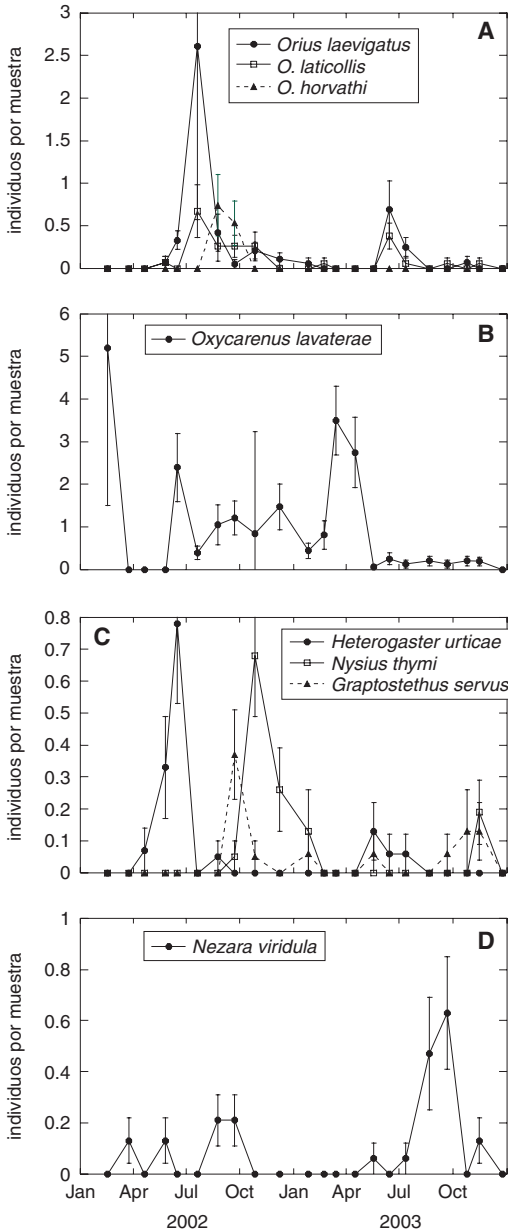 3
2.5
2
1.5
1
0.5
0
individuos por muestra
A
Orius laevigatus
O. laticollis
O. horvathi
6
5
4
3
2
1
0
individuos por muestra
B
Oxycarenus lavaterae
0.8
0.7
0.6
0.5
0.4
0.3
0.2
0.1
0
individuos por muestra
C
Heterogaster urticae
Nysius thymi
Graptostethus servus
1
0.8
0.6
0.4
0.2
0
individuos por muestra
D
Nezara viridula
Jan Apr Jul Oct Jan Apr Jul Oct
2002 2003